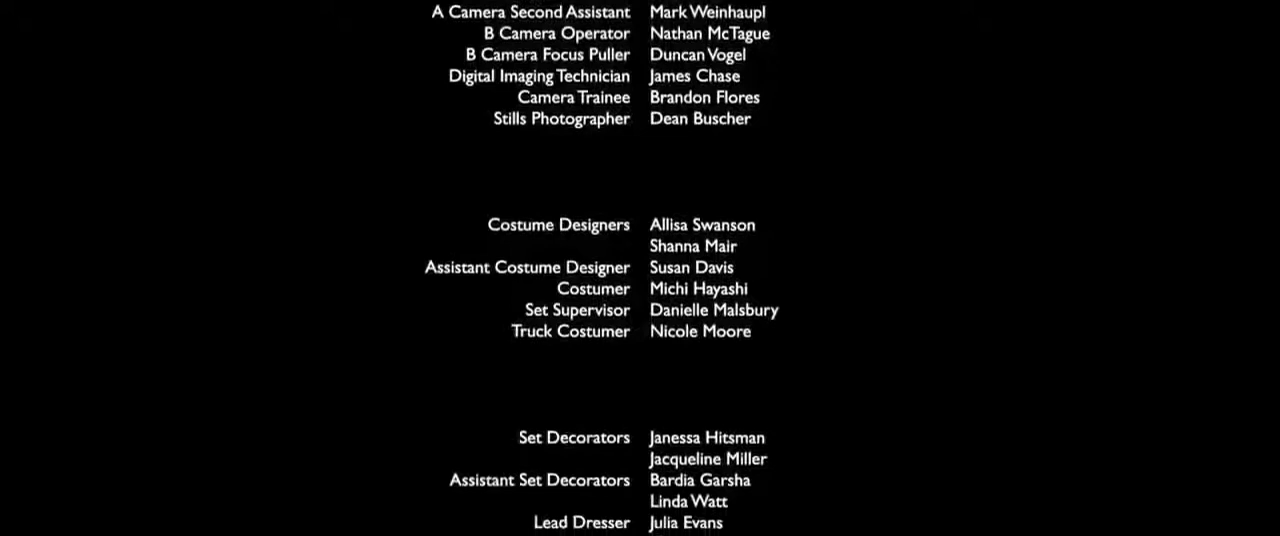 A Camera Second Assistant Mark Weinhaupl
B Camera Operator Nathan McTague
B Camera Focus Puller Duncan Vogel
Digital Imaging Technician James Chase
Camera Trainee Brandon Flores
Stills Photographer Dean Buscher
Costume Designers Allisa Swanson
Shanna Mair
Assistant Costume Designer Susan Davis
Costumer Michi Hayashi
Set Supervisor Danielle Malsbury
Truck Costumer Nicole Moore
Set Decorators Janessa Hitsman
Jacqueline Miller
Assistant Set Decorators Bardia Garsha
Linda Watt
Lead Dresser Julia Evans